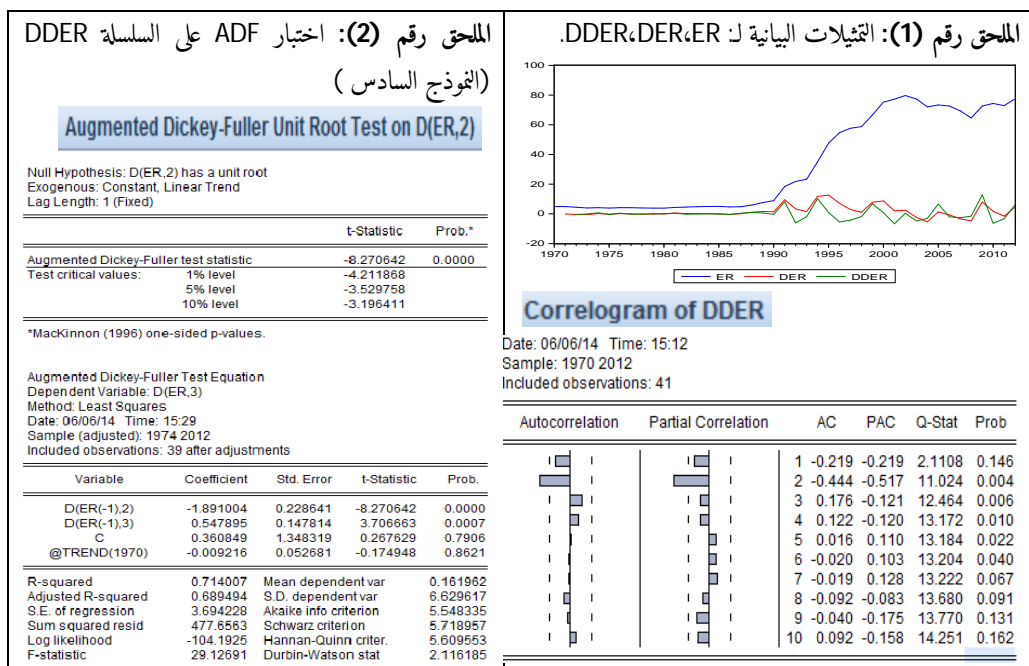 الملحق رقم (1): التمثيلات البيانية لـ: DDER،DER،ER.
100
80
60
40
20
0
-20
1970 1975 1980 1985 1990 1995 2000 2005 2010
ER DER DDER
Correlogram of DDER
Date: 06/06/14 Time: 15:12
Sample: 1970 2012
Included observations: 41
Autocorrelation Partial Correlation AC PAC Q-Stat Prob
1 -0.219 -0.219 2.1108 0.146
2 -0.444 -0.517 11.024 0.004
3 0.176 -0.121 12.464 0.006
4 0.122 -0.120 13.172 0.010
5 0.016 0.110 13.184 0.022
6 -0.020 0.103 13.204 0.040
7 -0.019 0.128 13.222 0.067
8 -0.092 -0.083 13.680 0.091
9 -0.040 -0.175 13.770 0.131
10 0.092 -0.158 14.251 0.162
الملحق رقم (2): اختبار ADF على السلسلة DDER
(النموذج السادس )
Augmented Dickey-Fuller Unit Root Test on D(ER,2)
Null Hypothesis: D(ER,2) has a unit root
Exogenous: Constant, Linear Trend
Lag Length: 1 (Fixed)
t-Statistic Prob.*
Augmented Dickey-Fuller test statistic -8.270642 0.0000
Test critical values: 1% level -4.211868
5% level -3.529758
10% level -3.196411
*MacKinnon (1996) one-sided p-values.
Augmented Dickey-Fuller Test Equation
Dependent Variable: D(ER,3)
Method: Least Squares
Date: 06/06/14 Time: 15:29
Sample (adjusted): 1974 2012
Included observations: 39 after adjustments
Variable Coefficient Std. Error t-Statistic Prob.
D(ER(-1),2) -1.891004 0.228641 -8.270642 0.0000
D(ER(-1),3) 0.547895 0.147814 3.706663 0.0007
C 0.360849 1.348319 0.267629 0.7906
@TREND(1970) -0.009216 0.052681 -0.174948 0.8621
R-squared 0.714007 Mean dependent var 0.161962
Adjusted R-squared 0.689494 S.D. dependent var 6.629617
S.E. of regression 3.694228 Akaike info criterion 5.548335
Sum squared resid 477.6563 Schwarz criterion 5.718957
Log likelihood -104.1925 Hannan-Quinn criter. 5.609553
F-statistic 29.12691 Durbin-Watson stat 2.116185